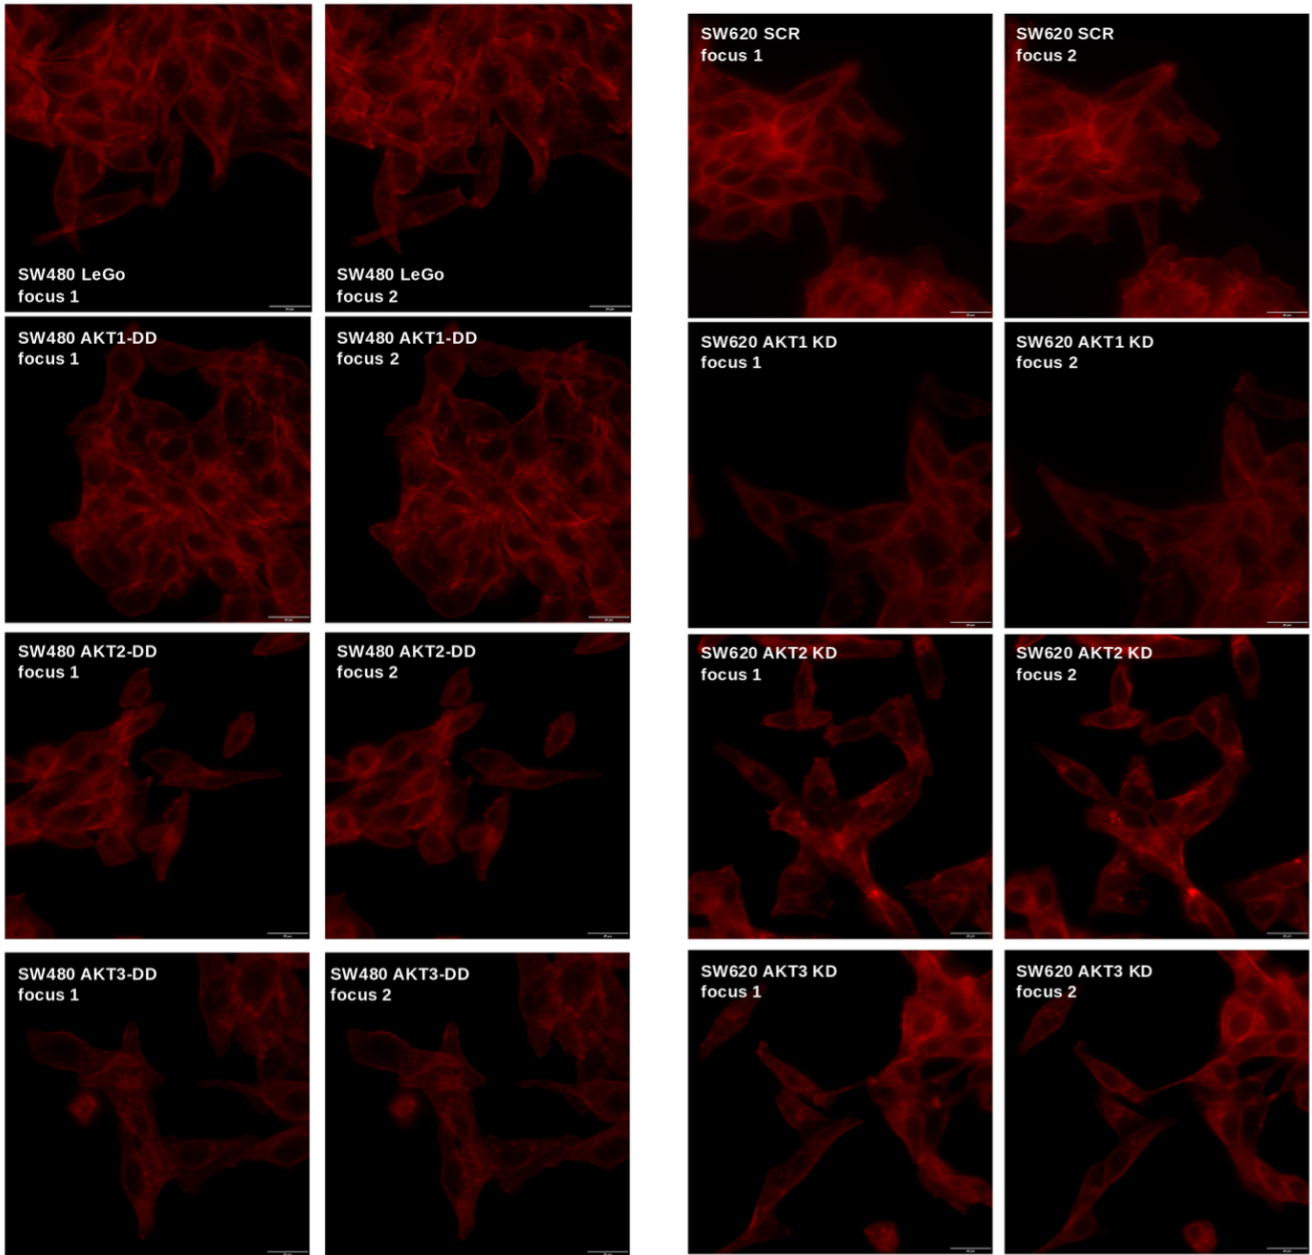 SW480 LeGo
focus 1
SW480 LeGo
focus 2
SW620 SCR
focus 1
SW620 SCR
focus 2
SW480 AKT1-DD
focus 1
SW480 AKT1-DD
focus 2
SW620 AKT1 KD
focus 1
SW620 AKT1 KD
focus 2
SW480 AKT2-DD
focus 1
SW480 AKT2-DD
focus 2
SW620 AKT2 KD
focus 1
SW620 AKT2 KD
focus 2
SW480 AKT3-DD
focus 1
SW480 AKT3-DD
focus 2
SW620 AKT3 KD
focus 1
SW620 AKT3 KD
focus 2